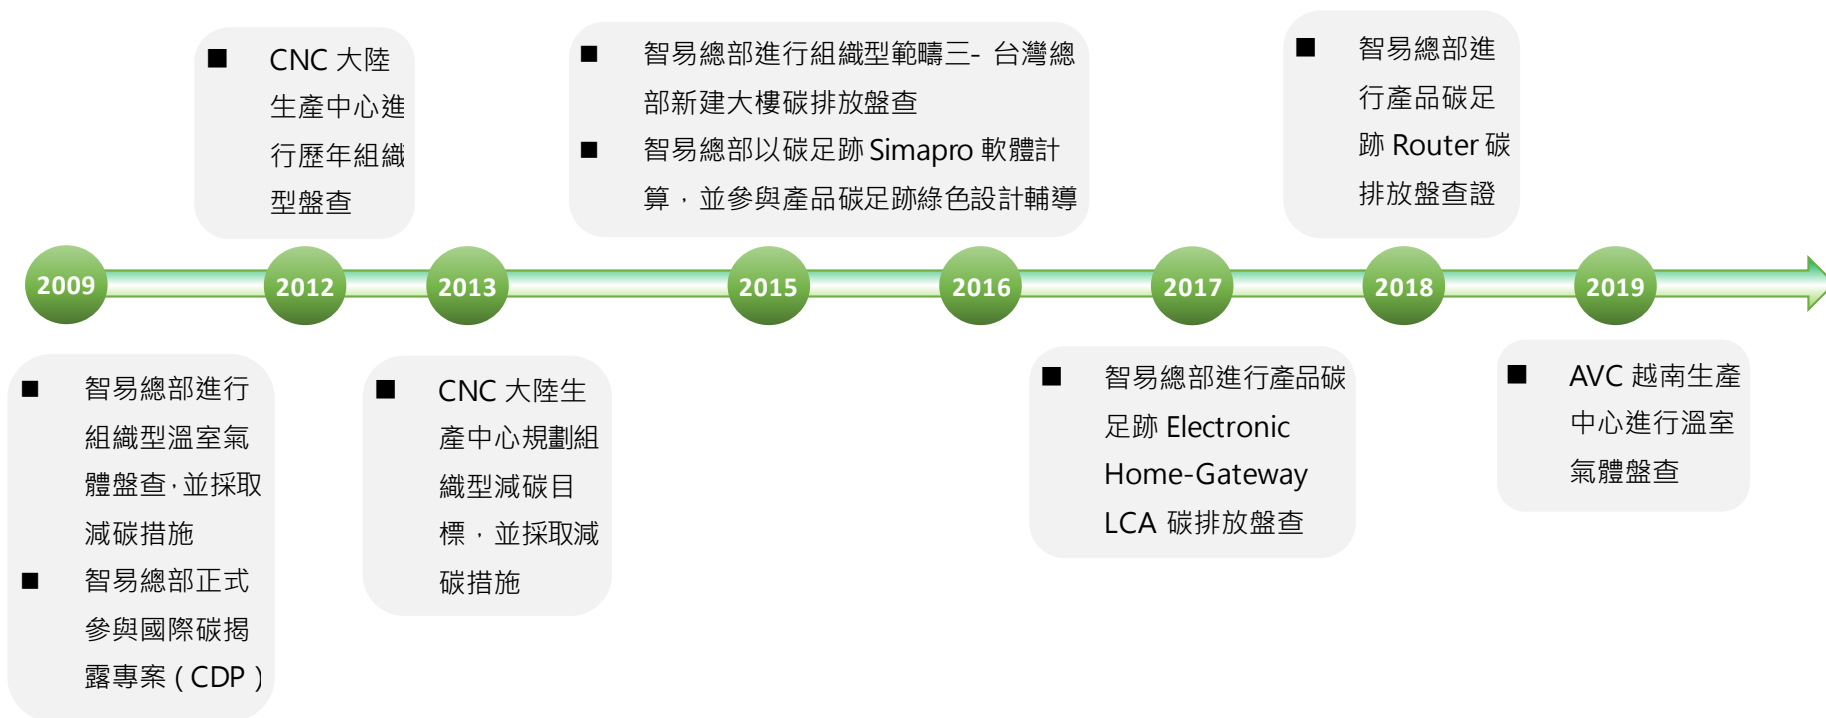 CNC 大陸
生產中心進
行歷年組織
型盤查
智易總部進行組織型範疇三- 台灣總
部新建大樓碳排放盤查
智易總部以碳足跡 Simapro 軟體計
算，並參與產品碳足跡綠色設計輔導
智易總部進
行產品碳足
跡 Router 碳
排放盤查證
2009
2012
2013
2015
2016
2017
2018
2019
智易總部進行
組織型溫室氣
體盤查，並採取
減碳措施
智易總部正式
參與國際碳揭
露專案 ( CDP )
CNC 大陸生
產中心規劃組
織型減碳目
標，並採取減
碳措施
智易總部進行產品碳
足跡 Electronic
Home-Gateway
LCA 碳排放盤查
AVC 越南生產
中心進行溫室
氣體盤查